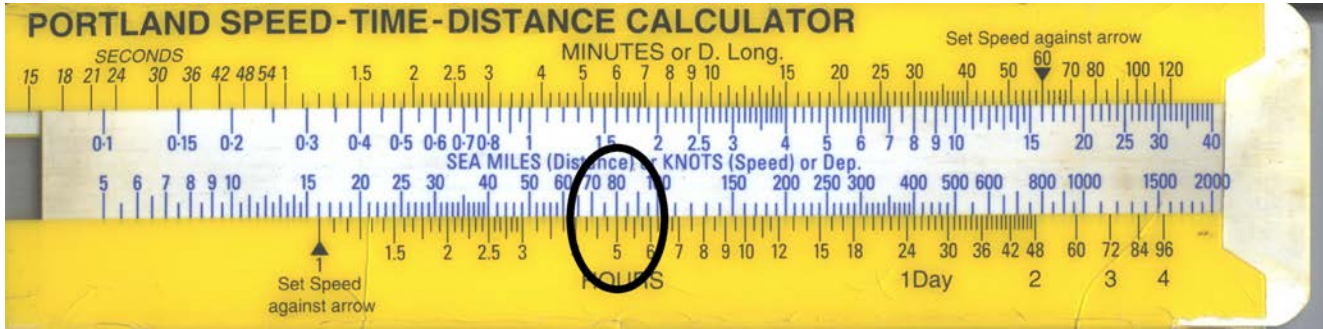 PORTLAND SPEED-TIME-DISTANCE CALCULATOR
SECONDS
MINUTES or D. Long.
Set Speed against arrow
15 18 21 24 30 36 42 48 54 1 1.5 2 2.5 3 4 5 6 7 8 9 10 15 20 25 30 40 50 60 70 80 100 120
0·1 0·15 0·2 0·3 0·4 0·5 0·6 0·7 0·8 1 1·5 2 3 4 5 6 7 8 9 10 15 20 25 30 40
SEA MILES (Distance) or KNOTS (Speed) or Dep.
5 6 7 8 9 10 15 20 25 30 40 50 60 70 80 100 150 200 250 300 400 500 600 800 1000 1500 2000
1 1.5 2 2.5 3 5 6 7 8 9 10 12 15 18 24 30 36 42 48 60 72 84 96
Set Speed
against arrow
HOURS 1 Day 2 3 4